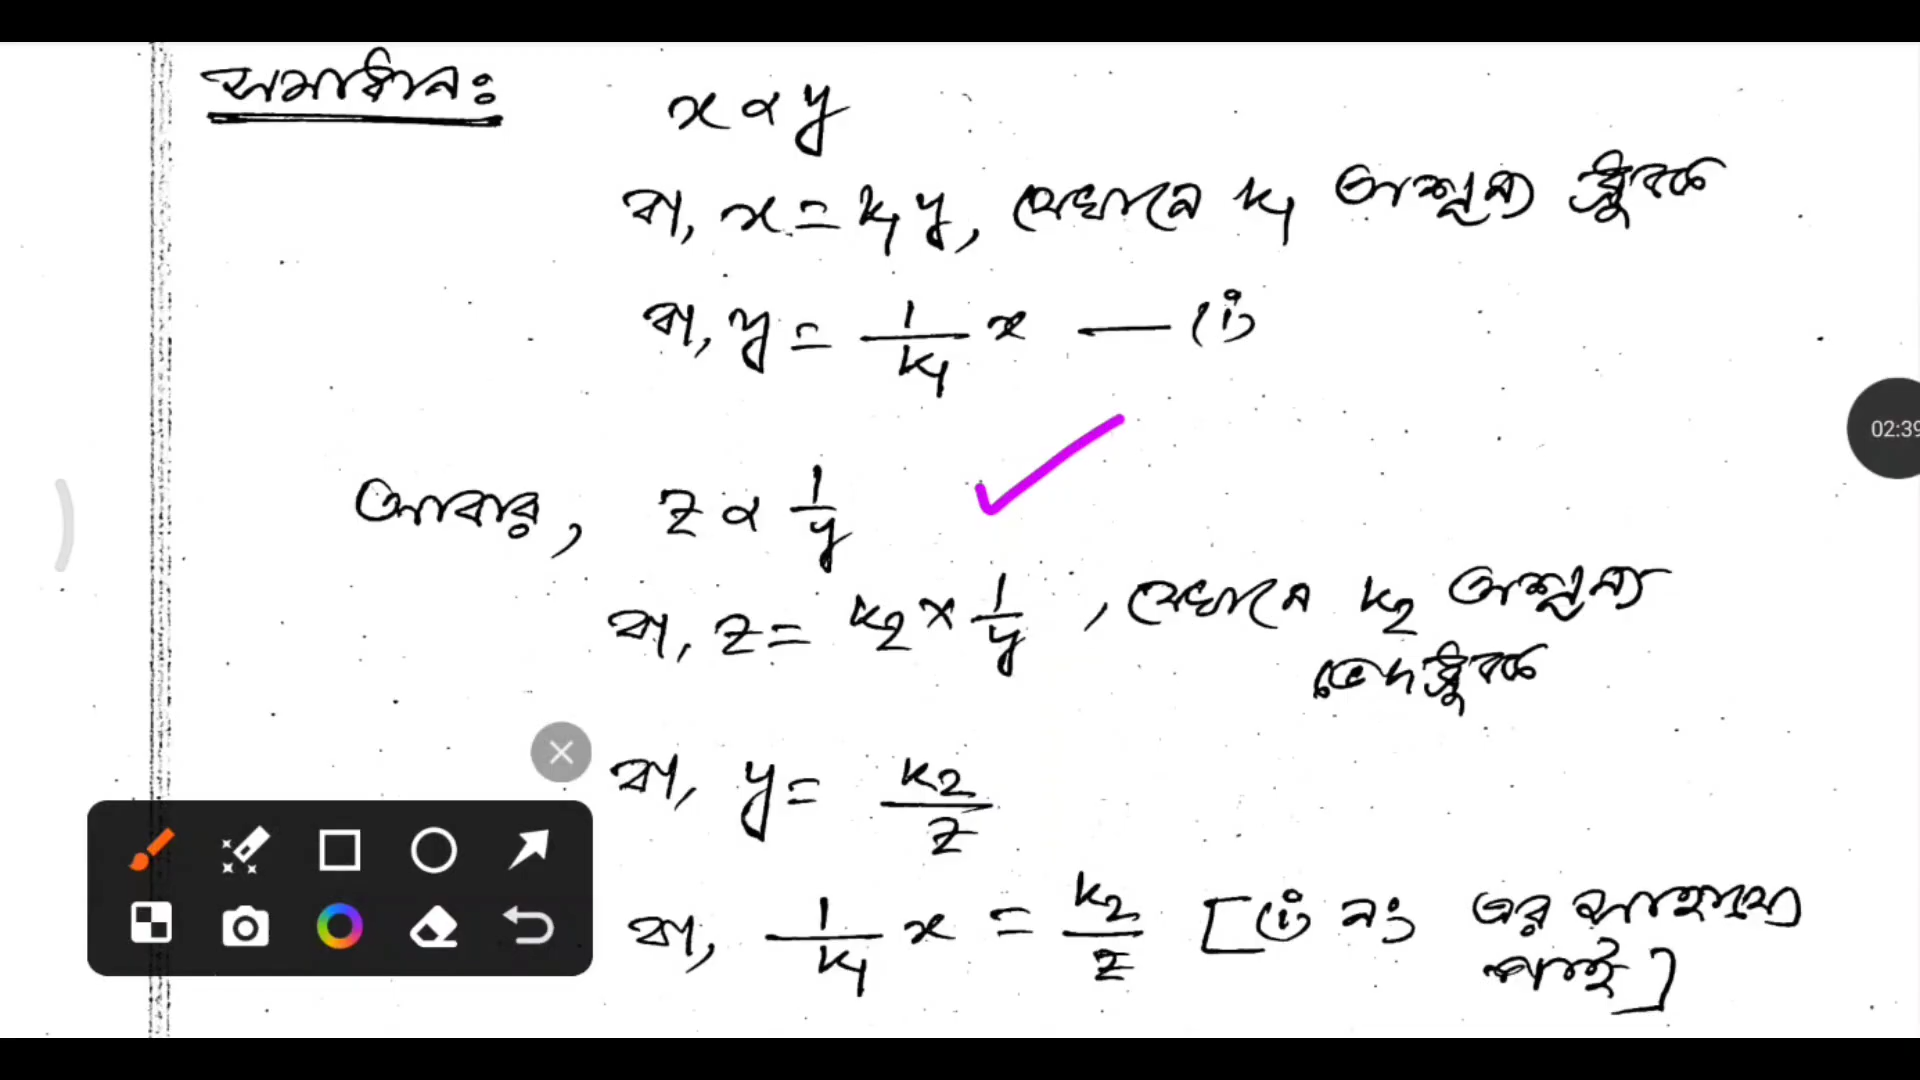 সমাধানঃ x ∝ y
বা, x = k₁y, যেখানে k₁ অশূন্য ধ্রুবক
বা, y = 1/k₁ x — (i)
02:39
আবার, z ∝ 1/y
বা, z = k₂ × 1/y, যেখানে k₂ অশূন্য
ভেদধ্রুবক
বা, y = k₂/z
বা, 1/k₁ x = k₂/z [(i) নং এর সাহায্যে
পাই]